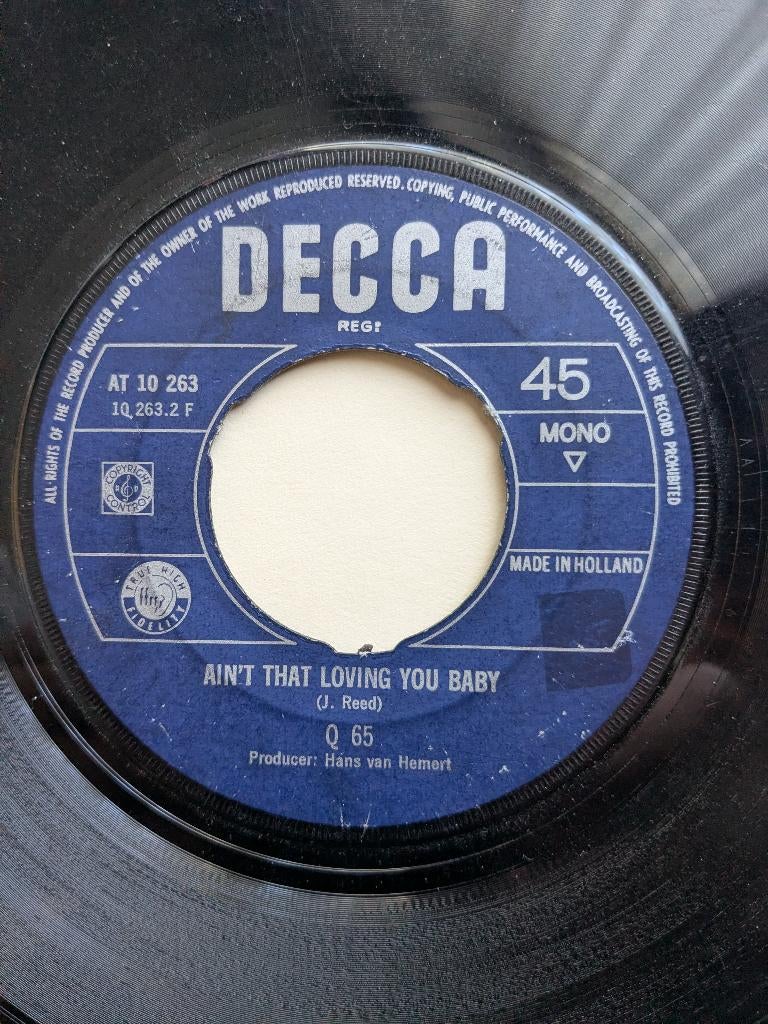 ALL RIGHTS OF THE RECORD PRODUCER AND OF THE OWNER OF THE WORK REPRODUCED RESERVED. COPYING, PUBLIC PERFORMANCE AND BROADCASTING OF THIS RECORD PROHIBITED
DECCA
REGD
AT 10 263
10 263.2 F
45
MONO
COPYRIGHT
CONTROL
MADE IN HOLLAND
TRUE HIGH
FIDELITY
AIN'T THAT LOVING YOU BABY
(J. Reed)
Q 65
Producer: Hans van Hemert